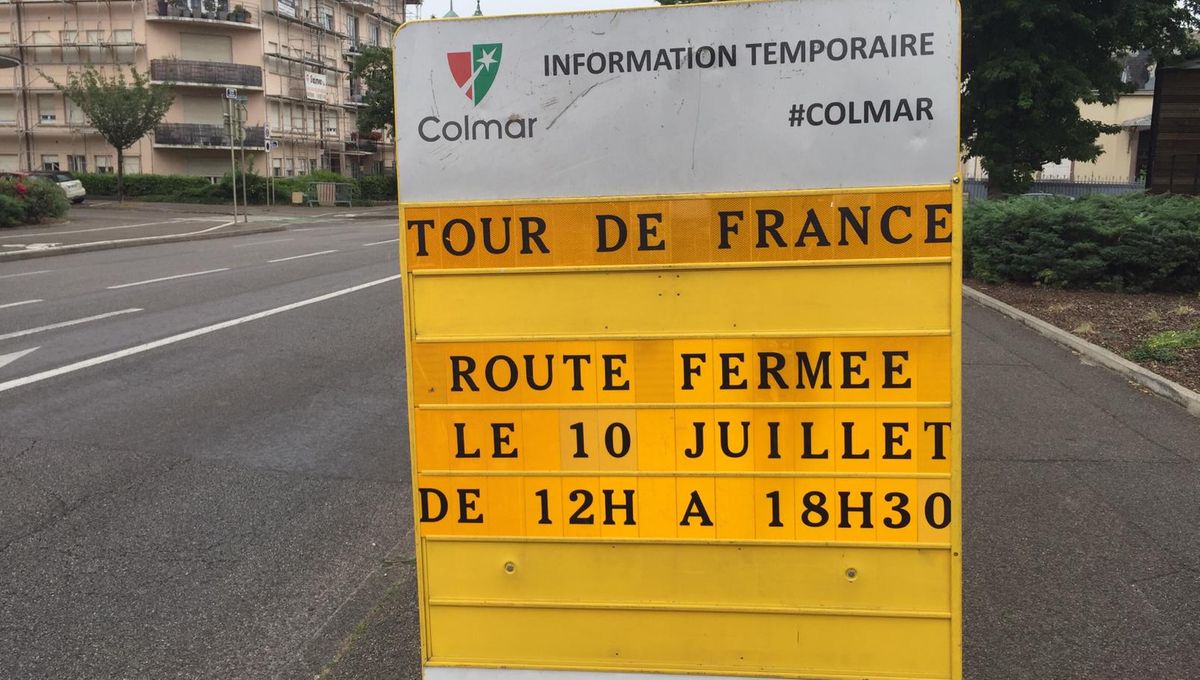 INFORMATION TEMPORAIRE
#COLMAR
Colmar
TOUR DE FRANCE
ROUTE FERMEE
LE 10 JUILLET
DE 12H A 18H30